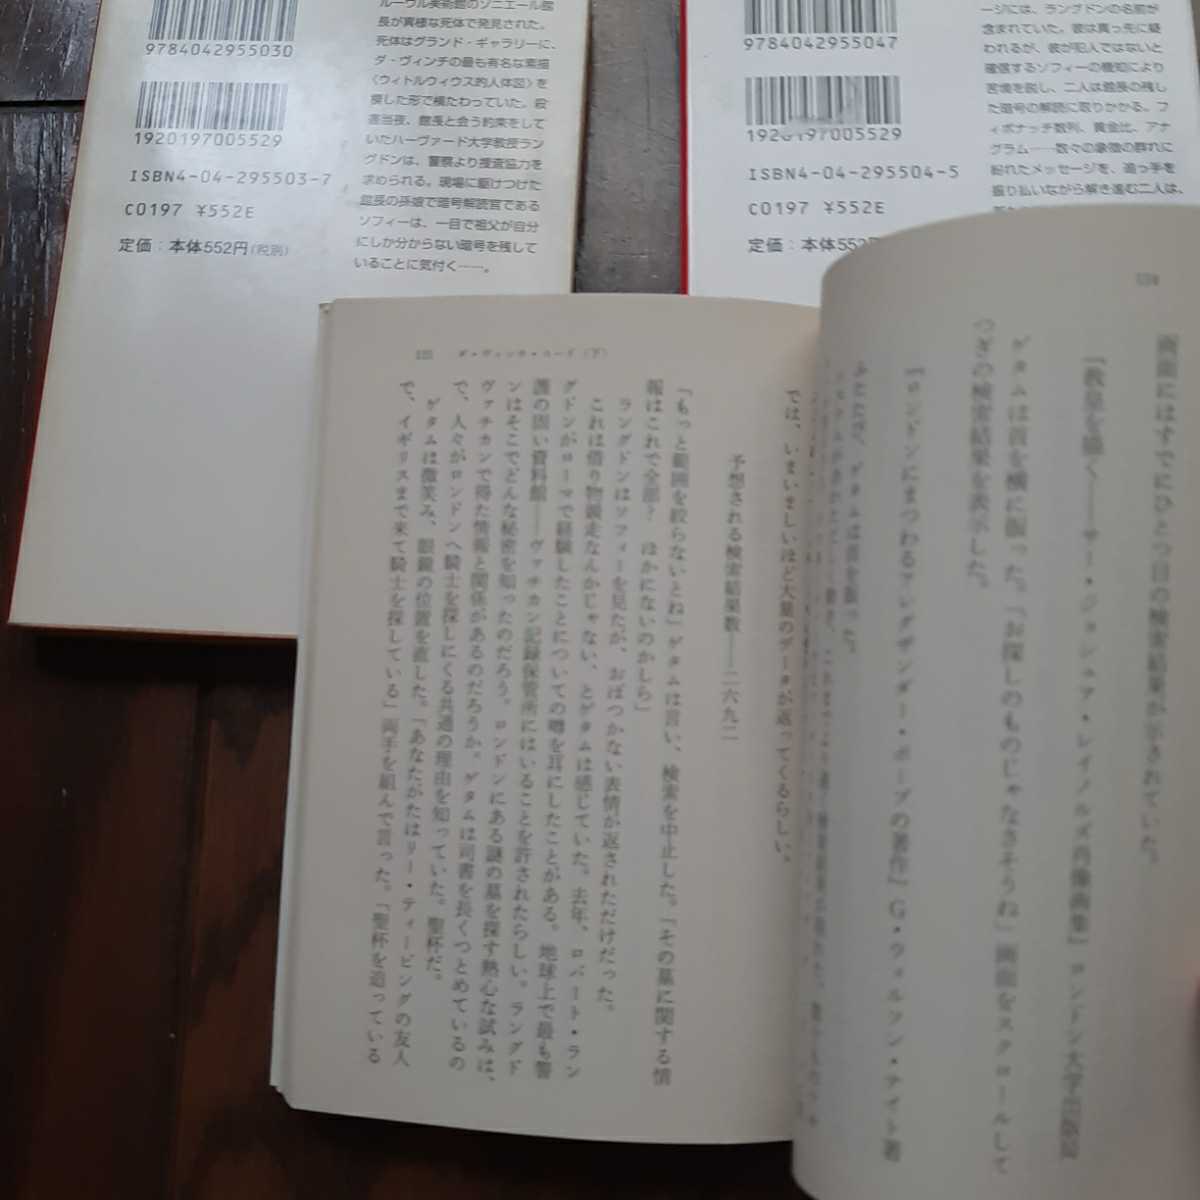 9784042955030
1920197005529
ISBN4-04-295503-7
C0197 ¥552E
定価：本体552円(税別)
ルーヴル美術館のソニエール館
長が異様な死体で発見された。
死体はグランド・ギャラリーに、
ダ・ヴィンチの最も有名な素描
〈ウィトルウィウス的人体図〉を
模した形で横たわっていた。殺
害当夜、館長と会う約束をして
いたハーヴァード大学教授ラン
グドンは、警察より捜査協力を
求められる。現場に駆けつけた
館長の孫娘で暗号解読官である
ソフィーは、一目で祖父が自分
にしか分からない暗号を残して
いることに気付く……。
9784042955047
1920197005529
ISBN4-04-295504-5
C0197 ¥552E
定価：本体552円
ージには、ラングドンの名前が
含まれていた。彼は真っ先に疑
われるが、彼が犯人ではないと
確信するソフィーの機知により
苦境を脱し、二人は館長の残し
た暗号の解読に取りかかる。フ
ィボナッチ数列、黄金比、アナ
グラム……数々の象徴の群れに
紛れたメッセージを、追っ手を
振り払いながら解き進む二人は、
画面にはすでにひとつ目の検索結果が示されていた。
『教皇を描く――サー・ジョシュア・レイノルズ肖像画集』ロンドン大学出版局
ゲタムは首を横に振った。「お探しのものじゃなさそうね」画面をスクロールして
つぎの検索結果を表示した。
『ロンドンにまつわるアレグザンダー・ポープの著作』G・ウィルソン・ナイト著
ふたたび、ゲタムは首を振った。
では、いまいましいほど大量のデータが返ってくるらしい。
予想される検索結果数――二六九二
「もっと範囲を絞らないとね」ゲタムは言い、検索を中止した。「その墓に関する情
報はこれで全部？ ほかにないのかしら」
ラングドンはソフィーを見たが、おぼつかない表情が返されただけだった。
これは借り物競走なんかじゃない、とゲタムは感じていた。去年、ロバート・ラン
グドンがローマで経験したことについての噂を耳にしたことがある。地球上で最も警
護の固い資料館――ヴァチカン記録保管所にはいることを許されたらしい。ラングド
ンはそこでどんな秘密を知ったのだろう。ロンドンにある謎の墓を探す熱心な試みは、
ヴァチカンで得た情報と関係があるのだろうか。ゲタムは司書を長くつとめているの
で、人々がロンドンへ騎士を探しにくる共通の理由を知っていた。聖杯だ。
ゲタムは微笑み、眼鏡の位置を直した。「あなたがたはリー・ティービングの友人
で、イギリスまで来て騎士を探している」両手を組んで言った。「聖杯を追っている
ダ・ヴィンチ・コード（下）